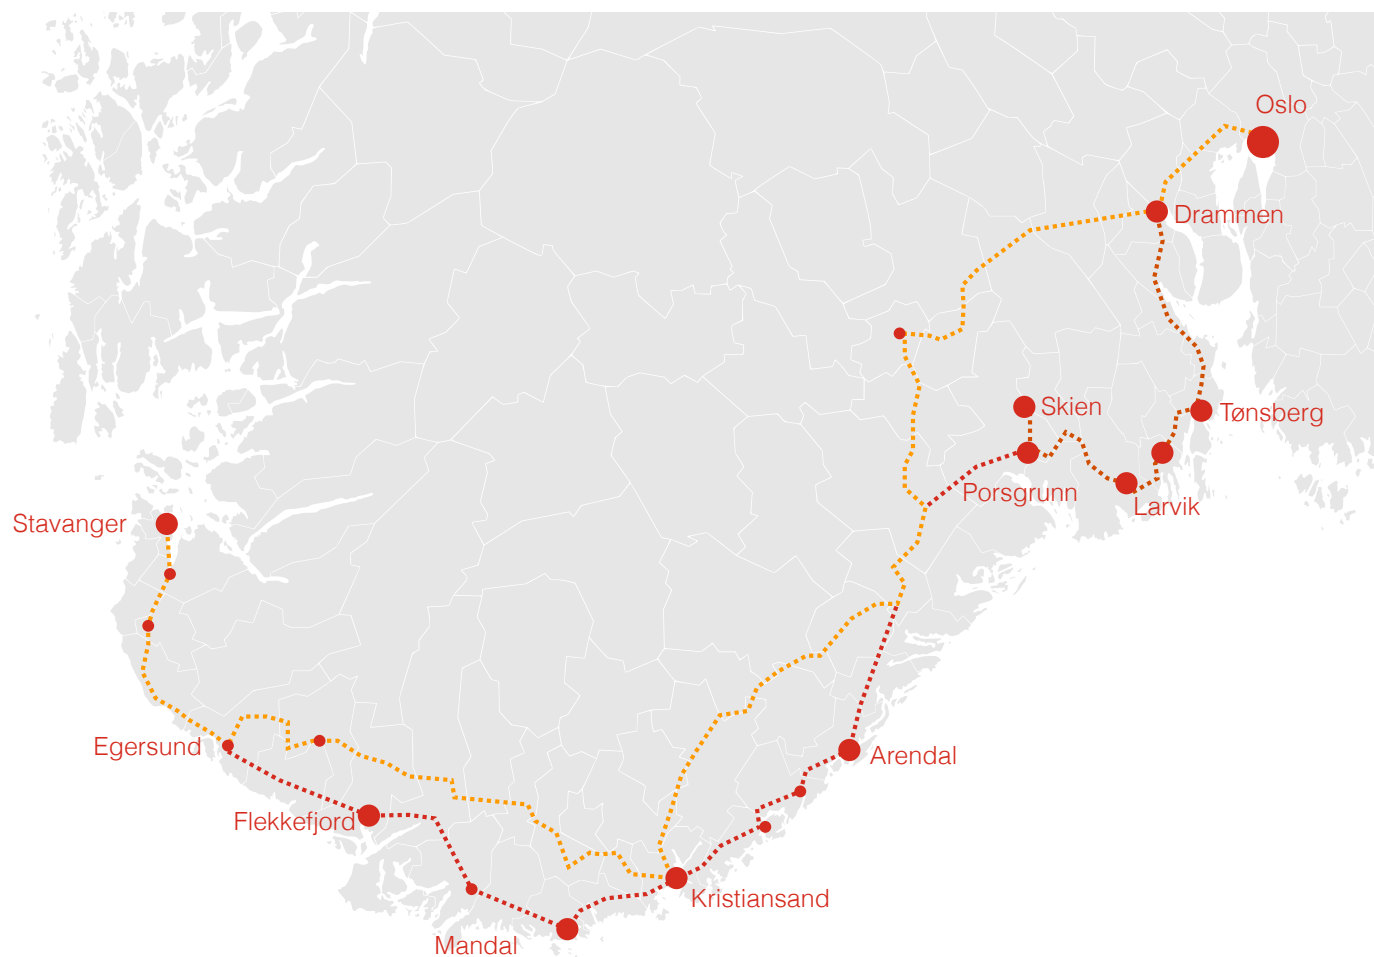 Oslo
Drammen
Skien
Tønsberg
Porsgrunn
Larvik
Stavanger
Egersund
Arendal
Flekkefjord
Kristiansand
Mandal